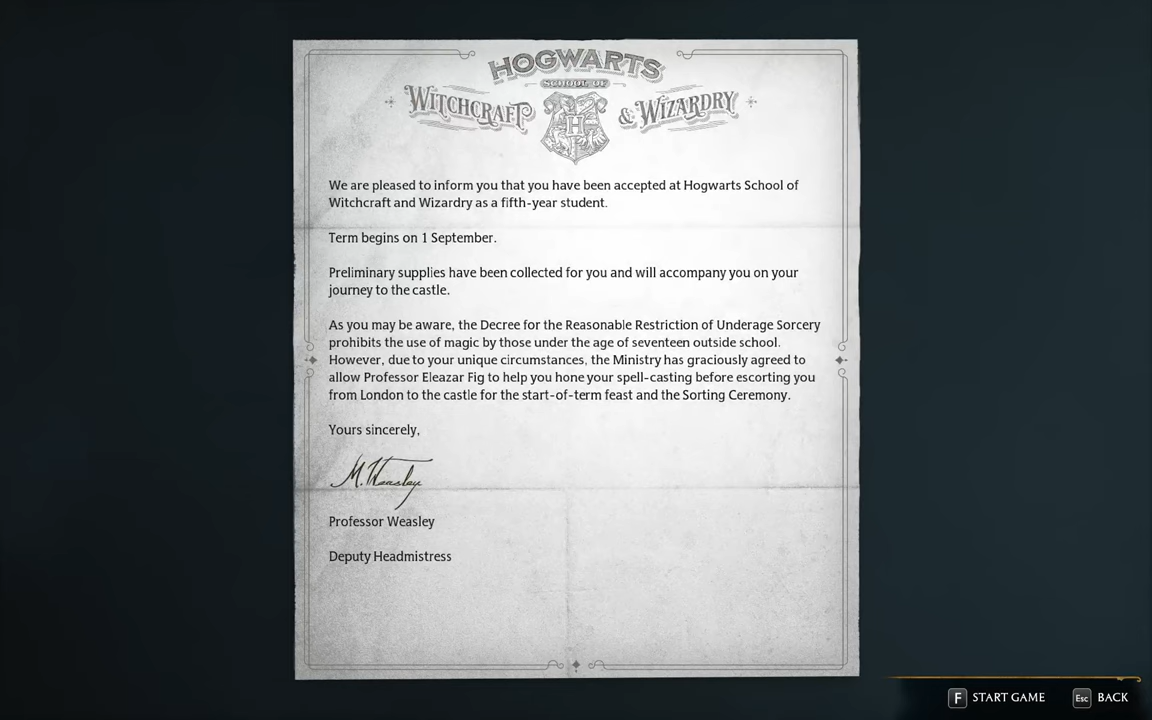 HOGWARTS
SCHOOL OF
WITCHCRAFT & WIZARDRY
H
We are pleased to inform you that you have been accepted at Hogwarts School of
Witchcraft and Wizardry as a fifth-year student.
Term begins on 1 September.
Preliminary supplies have been collected for you and will accompany you on your
journey to the castle.
As you may be aware, the Decree for the Reasonable Restriction of Underage Sorcery
prohibits the use of magic by those under the age of seventeen outside school.
However, due to your unique circumstances, the Ministry has graciously agreed to
allow Professor Eleazar Fig to help you hone your spell-casting before escorting you
from London to the castle for the start-of-term feast and the Sorting Ceremony.
Yours sincerely,
M. Weasley
Professor Weasley
Deputy Headmistress
F START GAME Esc BACK